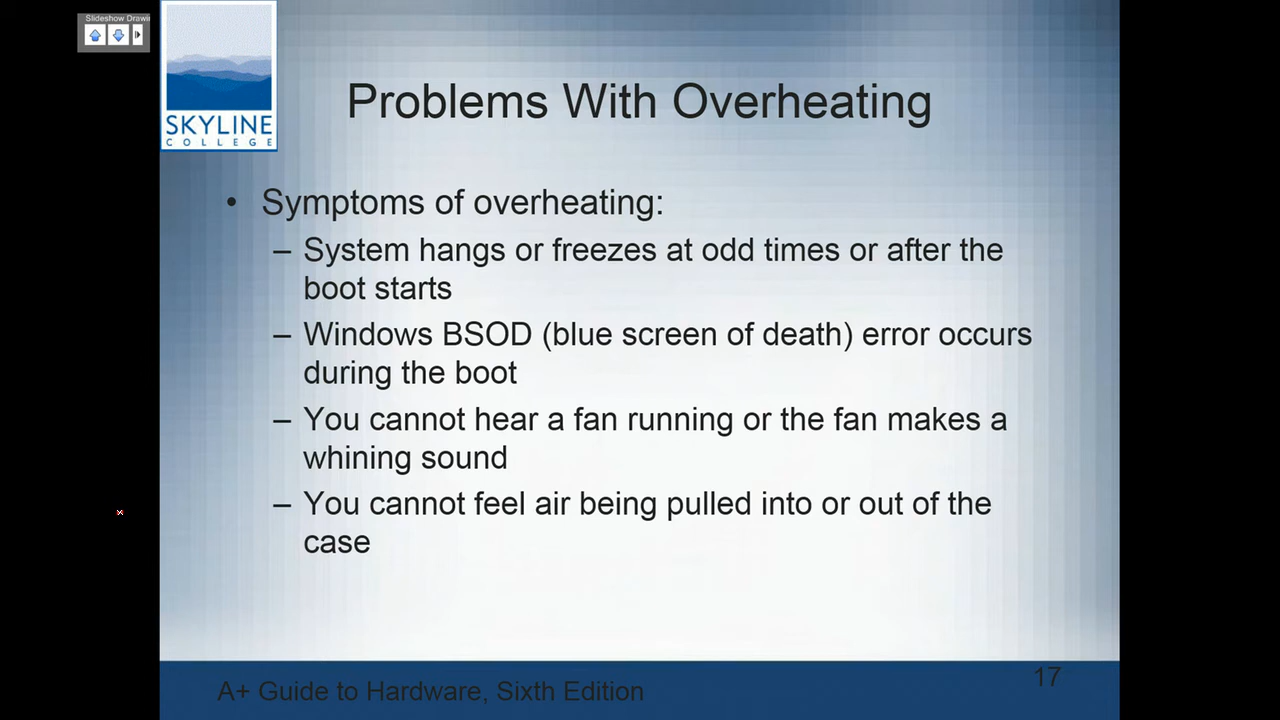 Slideshow Drawi
SKYLINE
COLLEGE
Problems With Overheating
• Symptoms of overheating:
– System hangs or freezes at odd times or after the
boot starts
– Windows BSOD (blue screen of death) error occurs
during the boot
– You cannot hear a fan running or the fan makes a
whining sound
– You cannot feel air being pulled into or out of the
case
17
A+ Guide to Hardware, Sixth Edition